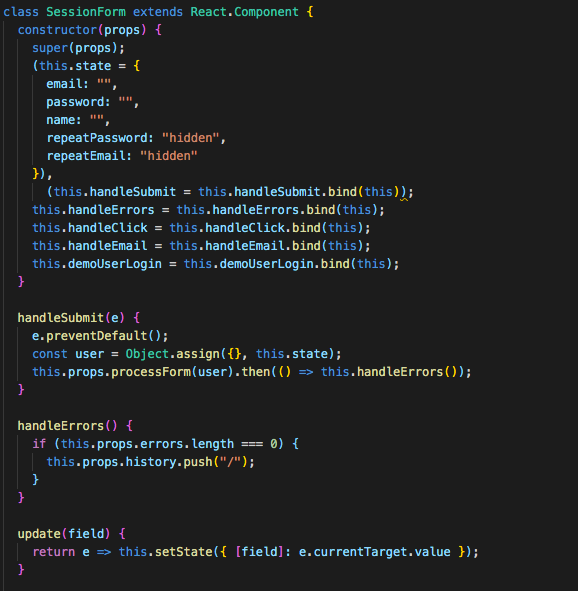 class SessionForm extends React.Component {
  constructor(props) {
    super(props);
    (this.state = {
      email: "",
      password: "",
      name: "",
      repeatPassword: "hidden",
      repeatEmail: "hidden"
    }),
      (this.handleSubmit = this.handleSubmit.bind(this));
    this.handleErrors = this.handleErrors.bind(this);
    this.handleClick = this.handleClick.bind(this);
    this.handleEmail = this.handleEmail.bind(this);
    this.demoUserLogin = this.demoUserLogin.bind(this);
  }

  handleSubmit(e) {
    e.preventDefault();
    const user = Object.assign({}, this.state);
    this.props.processForm(user).then(() => this.handleErrors());
  }

  handleErrors() {
    if (this.props.errors.length === 0) {
      this.props.history.push("/");
    }
  }

  update(field) {
    return e => this.setState({ [field]: e.currentTarget.value });
  }